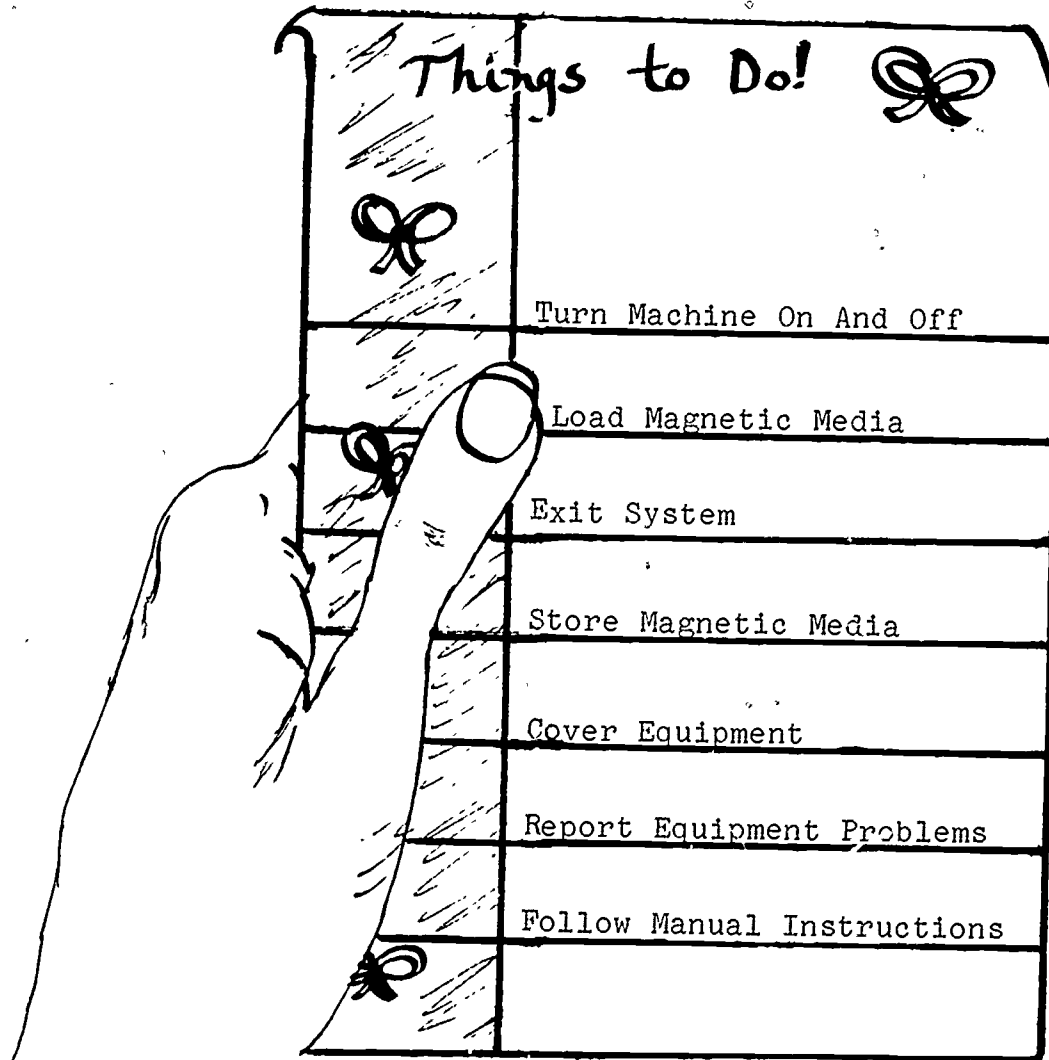 Things to Do!
Turn Machine On And Off
Load Magnetic Media
Exit System
Store Magnetic Media
Cover Equipment
Report Equipment Problems
Follow Manual Instructions